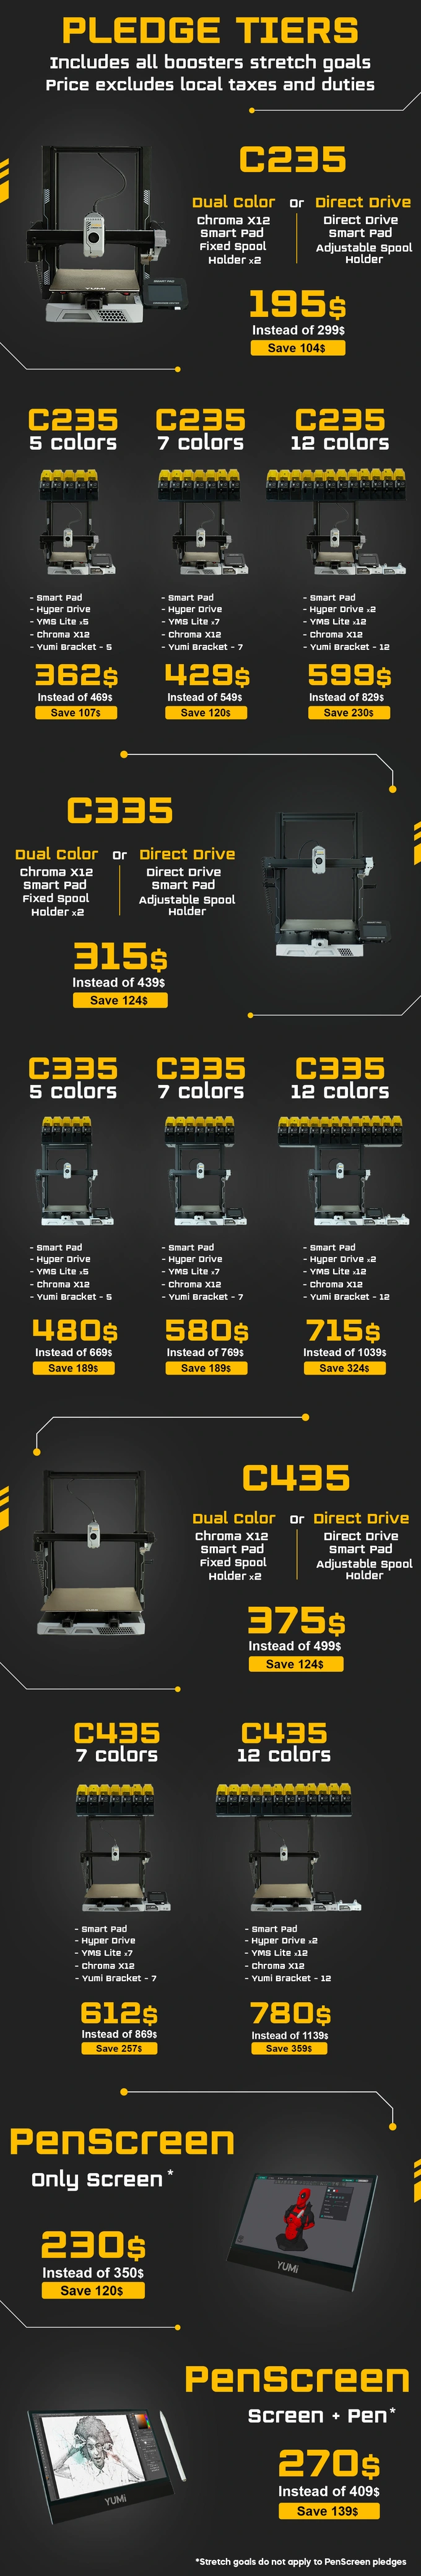 PLEDGE TIERS
Includes all boosters stretch goals
Price excludes local taxes and duties
C235
Dual Color or Direct Drive
Chroma X12
Smart Pad
Fixed Spool
Holder x2
Direct Drive
Smart Pad
Adjustable Spool
Holder
195$
Instead of 299$
Save 104$
C235
5 colors
- Smart Pad
- Hyper Drive
- YMS Lite x5
- Chroma X12
- Yumi Bracket - 5
362$
Instead of 469$
Save 107$
C235
7 colors
- Smart Pad
- Hyper Drive
- YMS Lite x7
- Chroma X12
- Yumi Bracket - 7
429$
Instead of 549$
Save 120$
C235
12 colors
- Smart Pad
- Hyper Drive x2
- YMS Lite x12
- Chroma X12
- Yumi Bracket - 12
599$
Instead of 829$
Save 230$
C335
Dual Color or Direct Drive
Chroma X12
Smart Pad
Fixed Spool
Holder x2
Direct Drive
Smart Pad
Adjustable Spool
Holder
315$
Instead of 439$
Save 124$
C335
5 colors
- Smart Pad
- Hyper Drive
- YMS Lite x5
- Chroma X12
- Yumi Bracket - 5
480$
Instead of 669$
Save 189$
C335
7 colors
- Smart Pad
- Hyper Drive
- YMS Lite x7
- Chroma X12
- Yumi Bracket - 7
580$
Instead of 769$
Save 189$
C335
12 colors
- Smart Pad
- Hyper Drive x2
- YMS Lite x12
- Chroma X12
- Yumi Bracket - 12
715$
Instead of 1039$
Save 324$
C435
Dual Color or Direct Drive
Chroma X12
Smart Pad
Fixed Spool
Holder x2
Direct Drive
Smart Pad
Adjustable Spool
Holder
375$
Instead of 499$
Save 124$
C435
7 colors
- Smart Pad
- Hyper Drive
- YMS Lite x7
- Chroma X12
- Yumi Bracket - 7
612$
Instead of 869$
Save 257$
C435
12 colors
- Smart Pad
- Hyper Drive x2
- YMS Lite x12
- Chroma X12
- Yumi Bracket - 12
780$
Instead of 1139$
Save 359$
PenScreen
Only Screen *
230$
Instead of 350$
Save 120$
YUMi
PenScreen
Screen + Pen*
270$
Instead of 409$
Save 139$
YUMi
*Stretch goals do not apply to PenScreen pledges